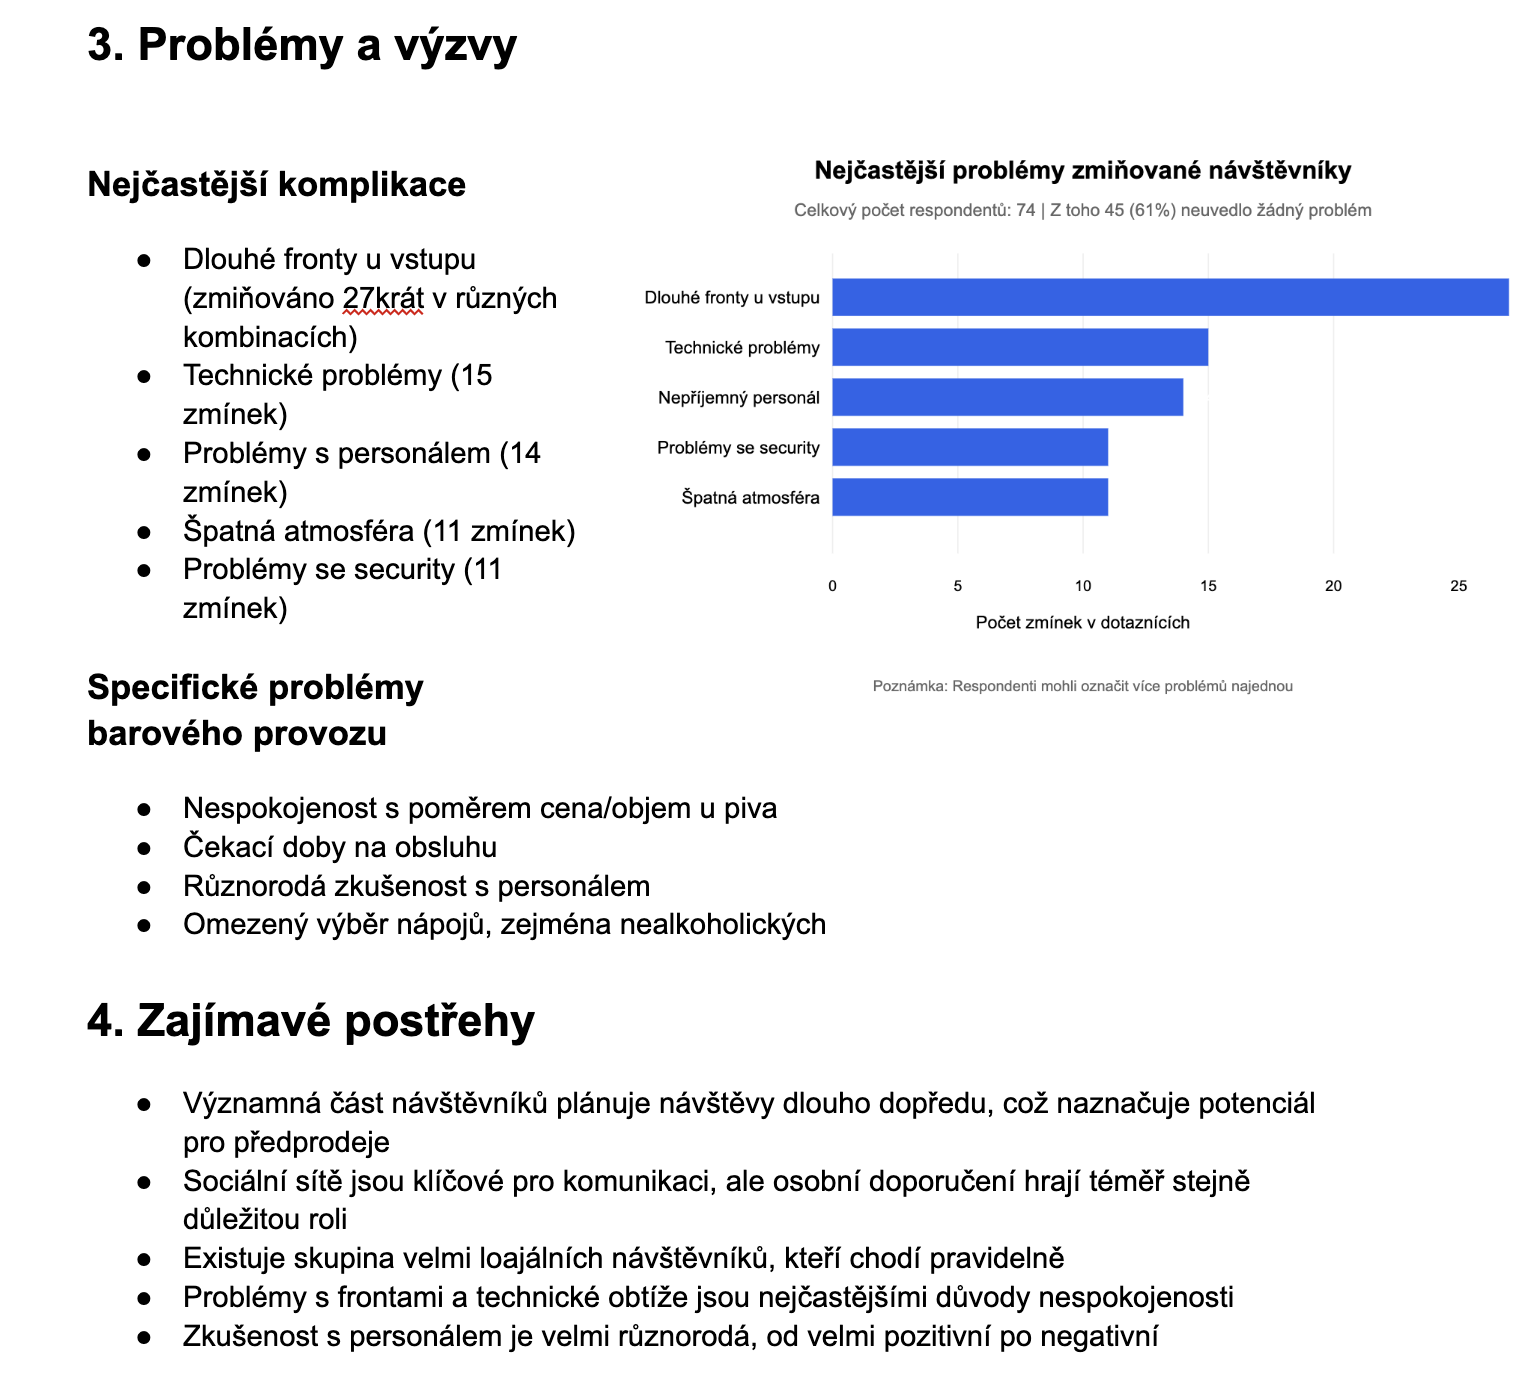 3. Problémy a výzvy
Nejčastější komplikace
● Dlouhé fronty u vstupu
(zmiňováno 27krát v různých
kombinacích)
● Technické problémy (15
zmínek)
● Problémy s personálem (14
zmínek)
● Špatná atmosféra (11 zmínek)
● Problémy se security (11
zmínek)
Nejčastější problémy zmiňované návštěvníky
Celkový počet respondentů: 74 | Z toho 45 (61%) neuvedlo žádný problém
Dlouhé fronty u vstupu
Technické problémy
Nepříjemný personál
Problémy se security
Špatná atmosféra
0 5 10 15 20 25
Počet zmínek v dotaznících
Poznámka: Respondenti mohli označit více problémů najednou
Specifické problémy
barového provozu
● Nespokojenost s poměrem cena/objem u piva
● Čekací doby na obsluhu
● Různorodá zkušenost s personálem
● Omezený výběr nápojů, zejména nealkoholických
4. Zajímavé postřehy
● Významná část návštěvníků plánuje návštěvy dlouho dopředu, což naznačuje potenciál
pro předprodeje
● Sociální sítě jsou klíčové pro komunikaci, ale osobní doporučení hrají téměř stejně
důležitou roli
● Existuje skupina velmi loajálních návštěvníků, kteří chodí pravidelně
● Problémy s frontami a technické obtíže jsou nejčastějšími důvody nespokojenosti
● Zkušenost s personálem je velmi různorodá, od velmi pozitivní po negativní